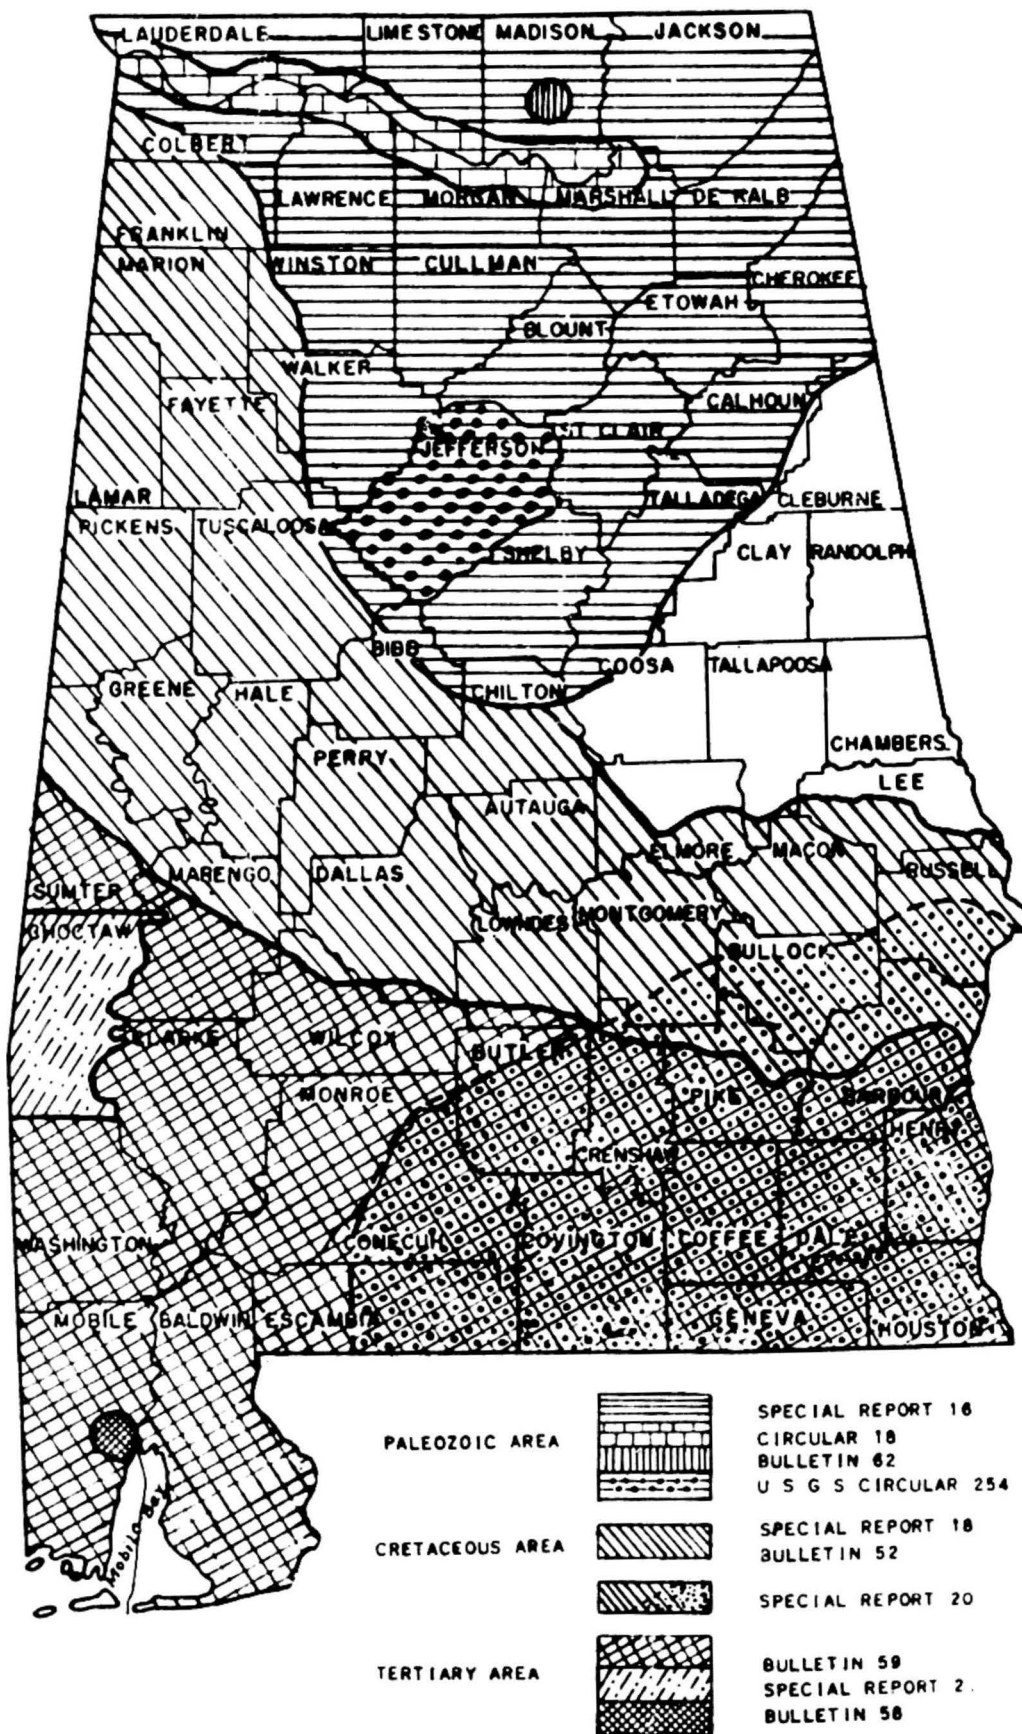 LAUDERDALE LIMESTONE MADISON JACKSON
COLBERT
LAWRENCE MORGAN MARSHALL DE KALB
FRANKLIN
MARION WINSTON CULLMAN CHEROKEE
ETOWAH
BLOUNT
WALKER
FAYETTE CALHOUN
ST CLAIR
JEFFERSON
LAMAR TALLADEGA CLEBURNE
PICKENS TUSCALOOSA
SHELBY CLAY RANDOLPH
BIBB
COOSA TALLAPOOSA
GREENE HALE CHILTON
CHAMBERS
PERRY
LEE
AUTAUGA
ELMORE MACON
MARENGO DALLAS RUSSELL
SUMTER
LOWNDES MONTGOMERY
CHOCTAW
BULLOCK
CLARKE WILCOX
BUTLER
MONROE PIKE BARBOUR
HENRY
CRENSHAW
WASHINGTON CONECUH COVINGTON COFFEE DALE
MOBILE BALDWIN ESCAMBIA GENEVA
HOUSTON
Mobile Bay
PALEOZOIC AREA
SPECIAL REPORT 16
CIRCULAR 18
BULLETIN 62
U S G S CIRCULAR 254
CRETACEOUS AREA
SPECIAL REPORT 18
BULLETIN 52
SPECIAL REPORT 20
TERTIARY AREA
BULLETIN 59
SPECIAL REPORT 2.
BULLETIN 58